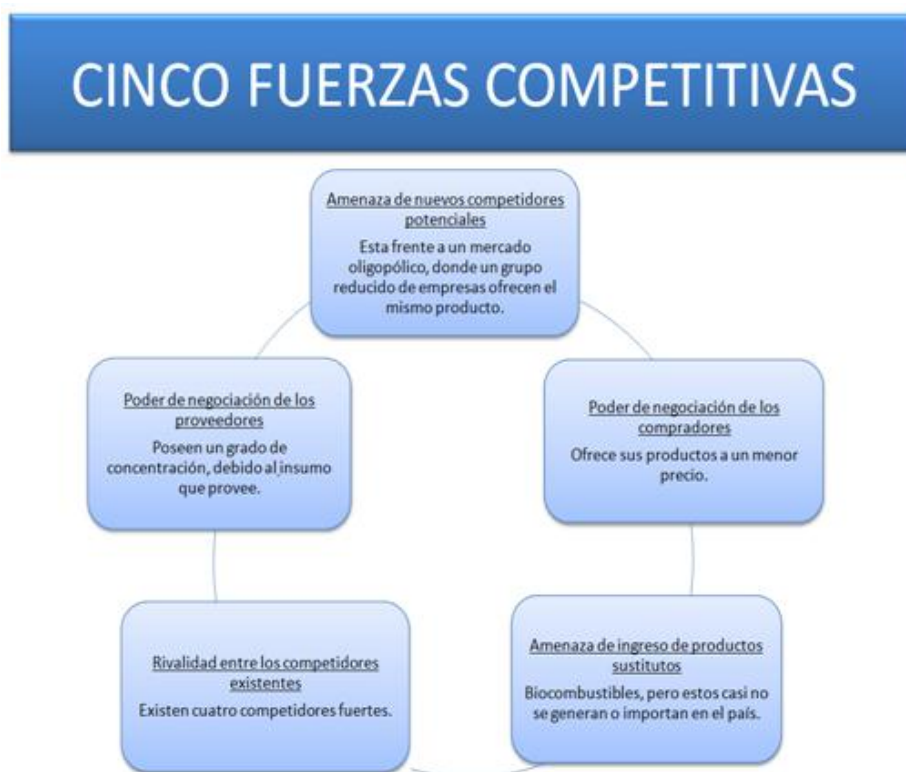 CINCO FUERZAS COMPETITIVAS
Amenaza de nuevos competidores
potenciales
Esta frente a un mercado
oligopólico, donde un grupo
reducido de empresas ofrecen el
mismo producto.
Poder de negociación de los
proveedores
Poseen un grado de
concentración, debido al insumo
que provee.
Poder de negociación de los
compradores
Ofrece sus productos a un menor
precio.
Rivalidad entre los competidores
existentes
Existen cuatro competidores fuertes.
Amenaza de ingreso de productos
sustitutos
Biocombustibles, pero estos casi no
se generan o importan en el país.